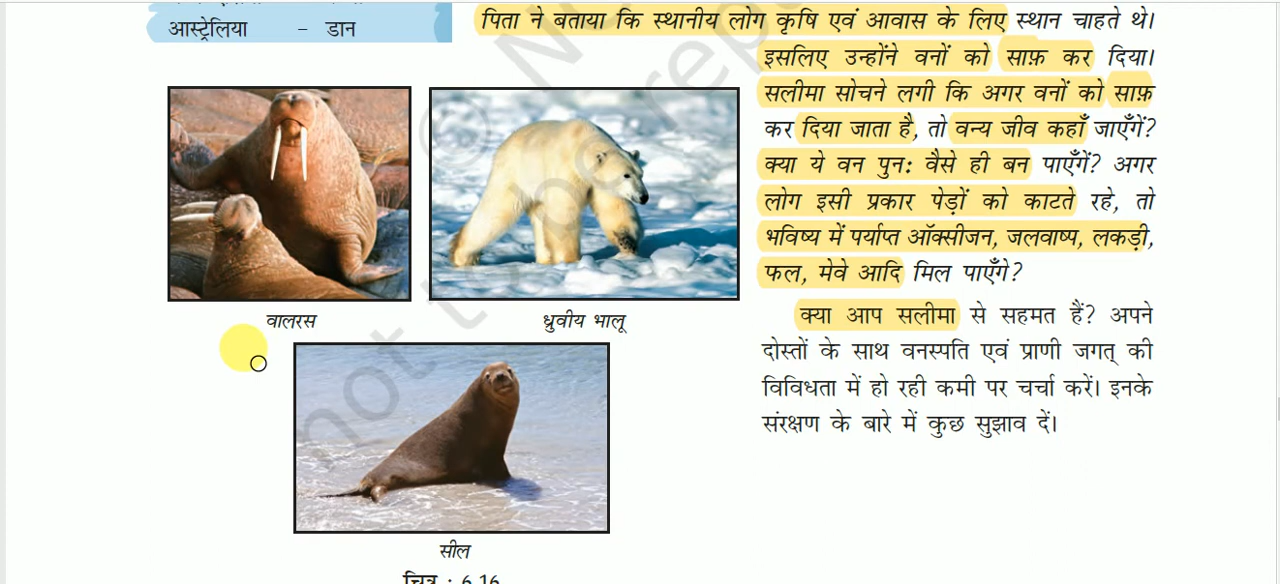 आस्ट्रेलिया – डान
पिता ने बताया कि स्थानीय लोग कृषि एवं आवास के लिए स्थान चाहते थे।
इसलिए उन्होंने वनों को साफ़ कर दिया।
सलीमा सोचने लगी कि अगर वनों को साफ़
कर दिया जाता है, तो वन्य जीव कहाँ जाएँगें?
क्या ये वन पुन: वैसे ही बन पाएँगें? अगर
लोग इसी प्रकार पेड़ों को काटते रहे, तो
भविष्य में पर्याप्त ऑक्सीजन, जलवाष्प, लकड़ी,
फल, मेवे आदि मिल पाएँगे?
क्या आप सलीमा से सहमत हैं? अपने
दोस्तों के साथ वनस्पति एवं प्राणी जगत् की
विविधता में हो रही कमी पर चर्चा करें। इनके
संरक्षण के बारे में कुछ सुझाव दें।
वालरस
ध्रुवीय भालू
सील
चित्र : 6.16
not